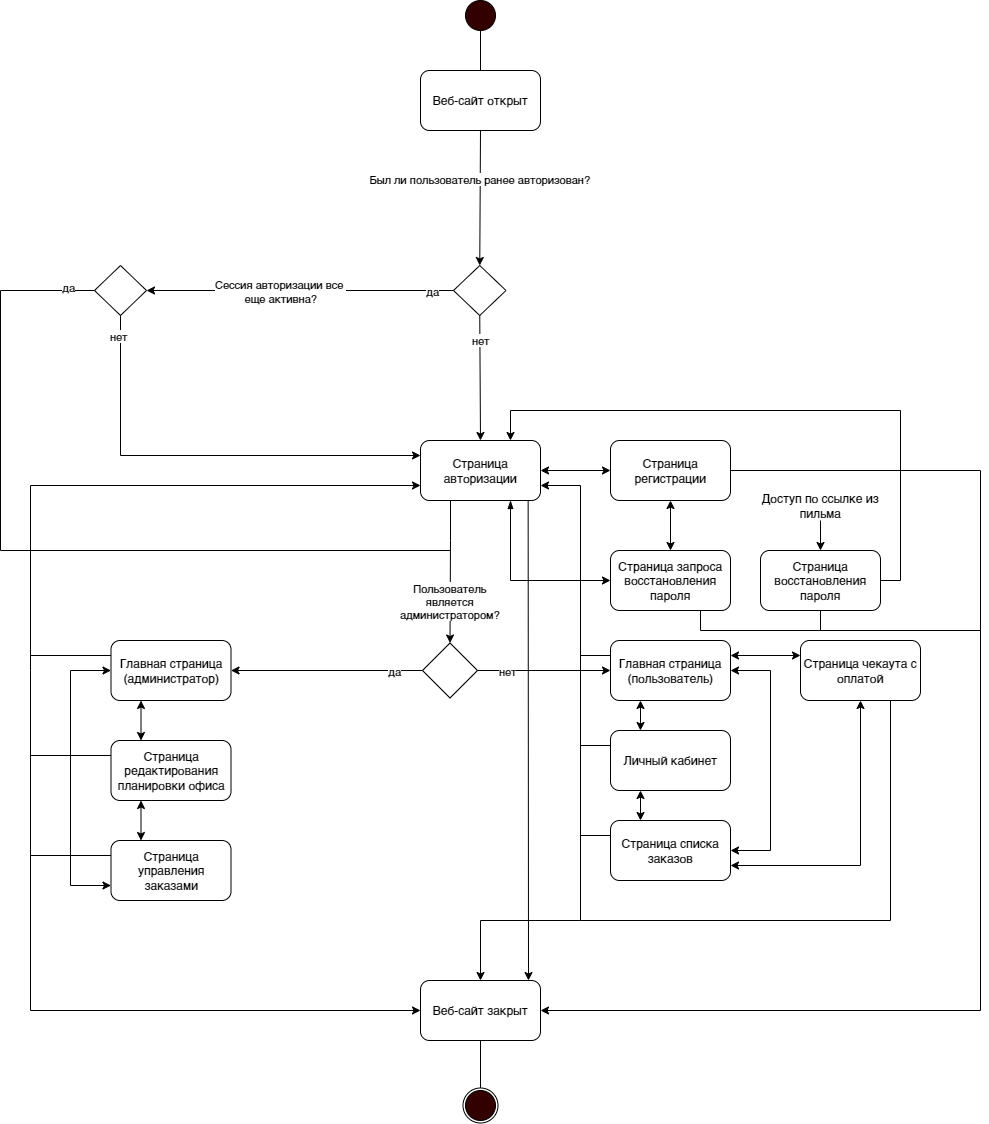 Веб-сайт открыт
Был ли пользователь ранее авторизован?
да
Сессия авторизации все
еще активна?
да
нет
нет
Страница
авторизации
Страница
регистрации
Доступ по ссылке из
пильма
Страница запроса
восстановления
пароля
Страница
восстановления
пароля
Пользователь
является
администратором?
Главная страница
(администратор)
да
нет
Главная страница
(пользователь)
Страница чекаута с
оплатой
Страница
редактирования
планировки офиса
Личный кабинет
Страница
управления
заказами
Страница списка
заказов
Веб-сайт закрыт